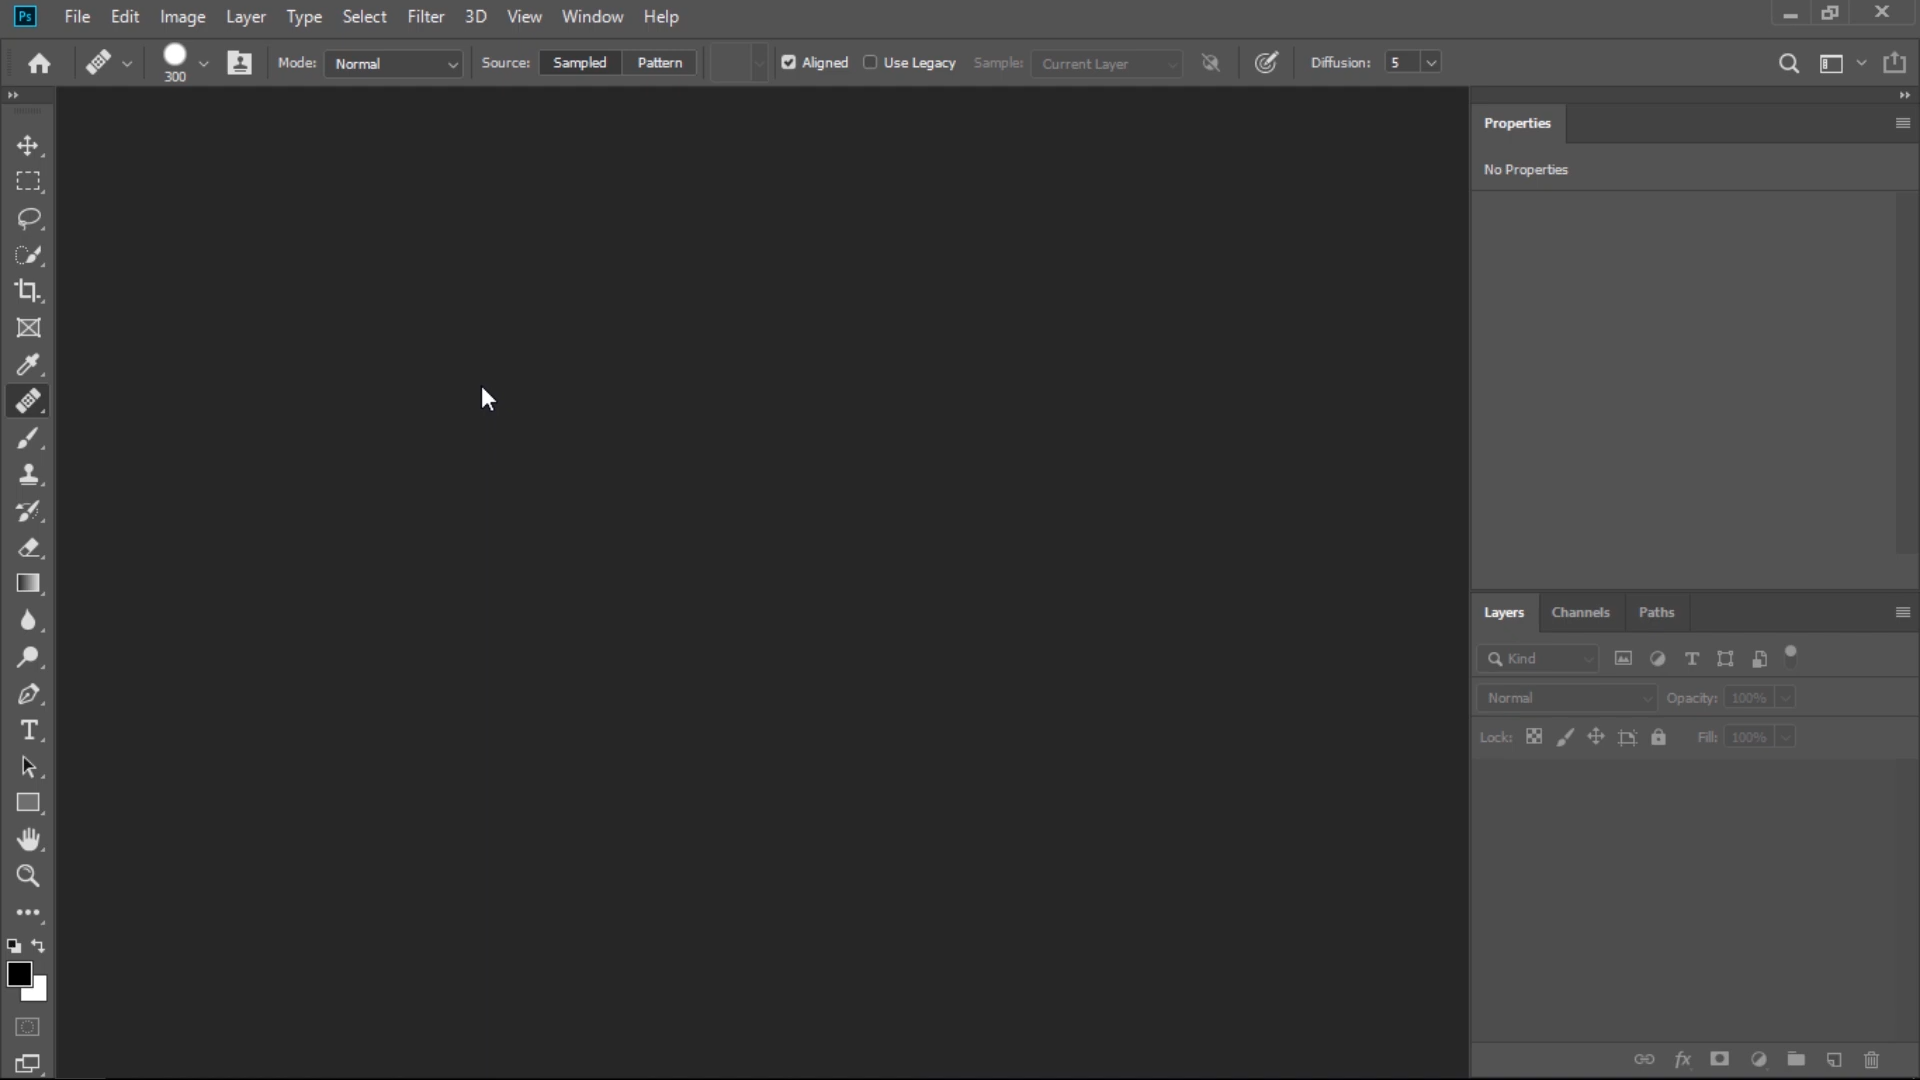 Ps File Edit Image Layer Type Select Filter 3D View Window Help
300 Mode: Normal Source: Sampled Pattern Aligned Use Legacy Sample: Current Layer Diffusion: 5
Properties
No Properties
Layers Channels Paths
Kind
Normal Opacity: 100%
Lock: Fill: 100%
fx